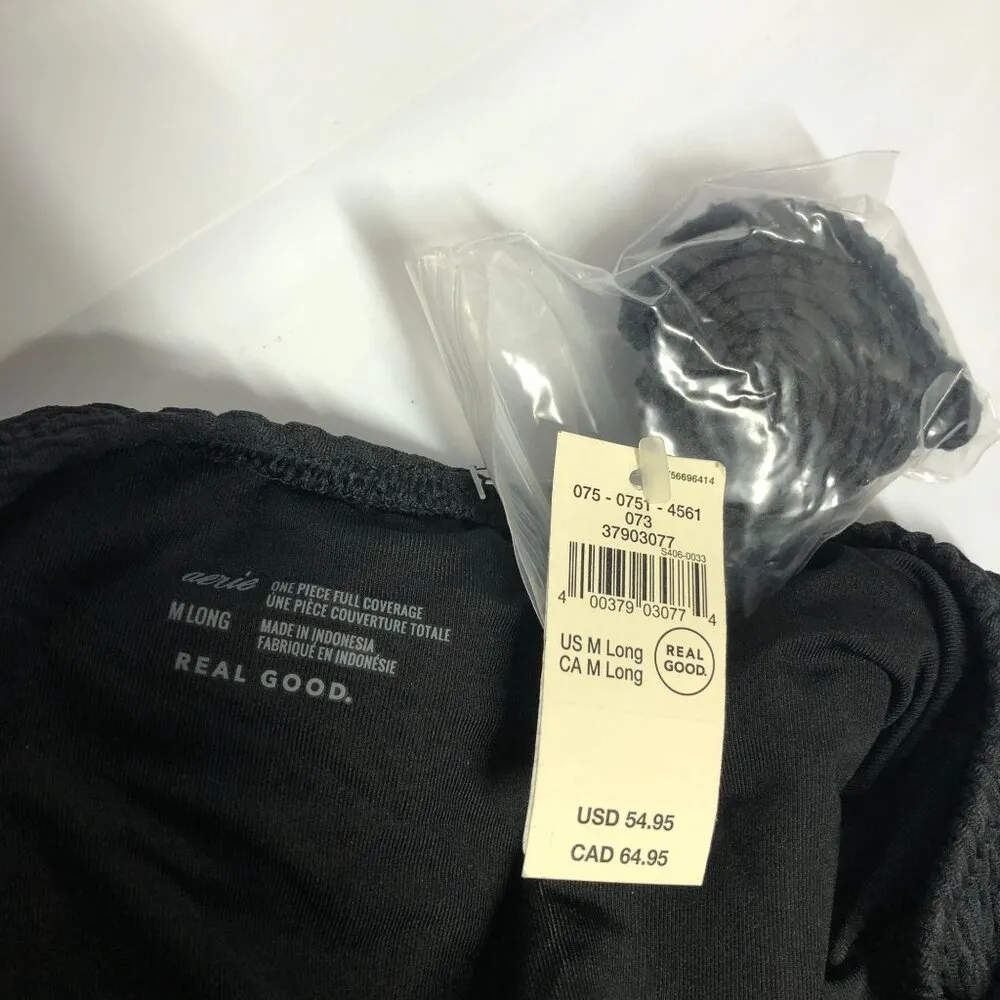 aerie
ONE PIECE FULL COVERAGE
UNE PIÈCE COUVERTURE TOTALE
M LONG
MADE IN INDONESIA
FABRIQUÉ EN INDONÉSIE
REAL GOOD.
56696414
075 - 0751 - 4561
073
37903077
S406-0033
4 00379 03077 4
US M Long
CA M Long
REAL
GOOD.
USD 54.95
CAD 64.95